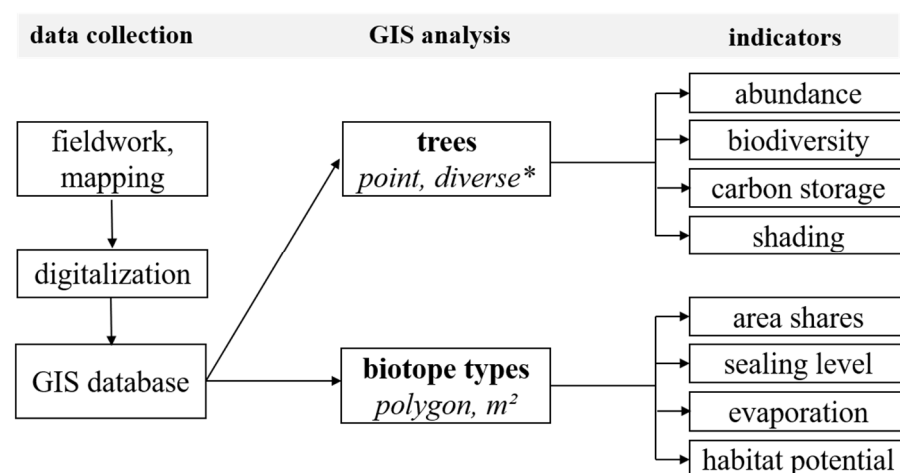 data collection
GIS analysis
indicators
fieldwork,
mapping
digitalization
GIS database
trees
point, diverse*
biotope types
polygon, m²
abundance
biodiversity
carbon storage
shading
area shares
sealing level
evaporation
habitat potential